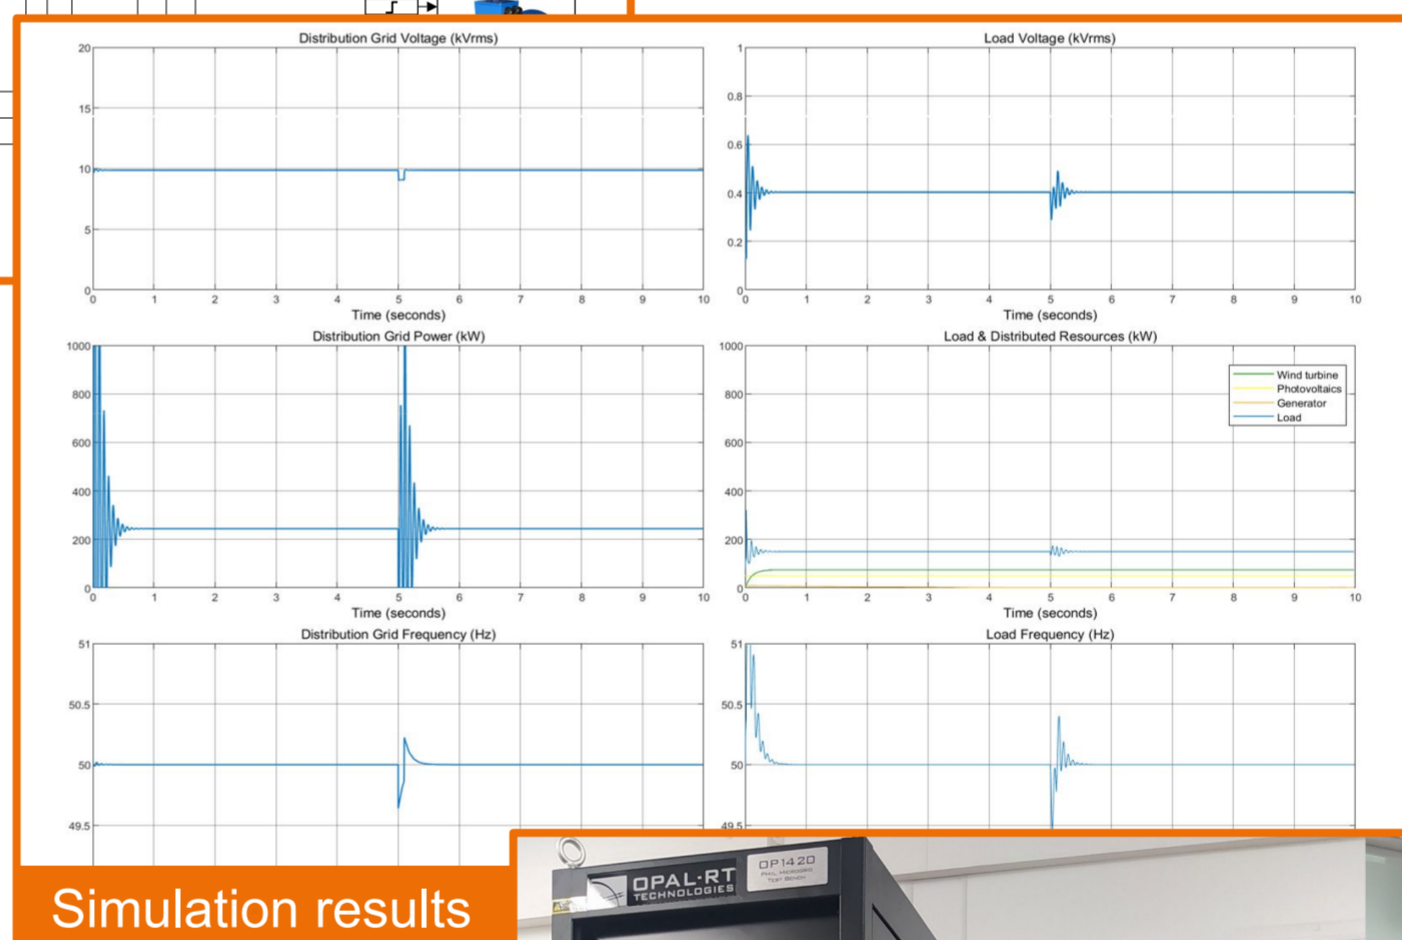 Distribution Grid Voltage (kVrms)
20
15
10
5
0
0 1 2 3 4 5 6 7 8 9 10
Time (seconds)
Load Voltage (kVrms)
1
0.8
0.6
0.4
0.2
0
0 1 2 3 4 5 6 7 8 9 10
Time (seconds)
Distribution Grid Power (kW)
1000
800
600
400
200
0
0 1 2 3 4 5 6 7 8 9 10
Time (seconds)
Load & Distributed Resources (kW)
1000
800
600
400
200
0
Wind turbine
Photovoltaics
Generator
Load
0 1 2 3 4 5 6 7 8 9 10
Time (seconds)
Distribution Grid Frequency (Hz)
51
50.5
50
49.5
Load Frequency (Hz)
51
50.5
50
49.5
Simulation results
OPAL-RT
TECHNOLOGIES
OP1420
PHIL MICROGRID
TEST BENCH